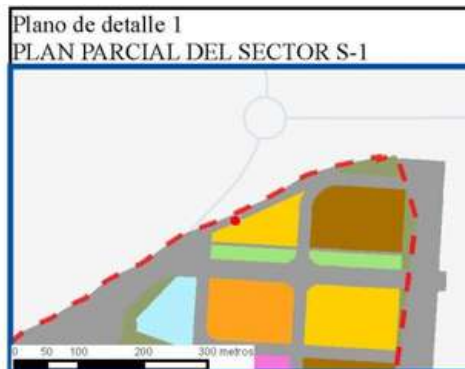 Plano de detalle 1
PLAN PARCIAL DEL SECTOR S-1
0 50 100 200 300 metros